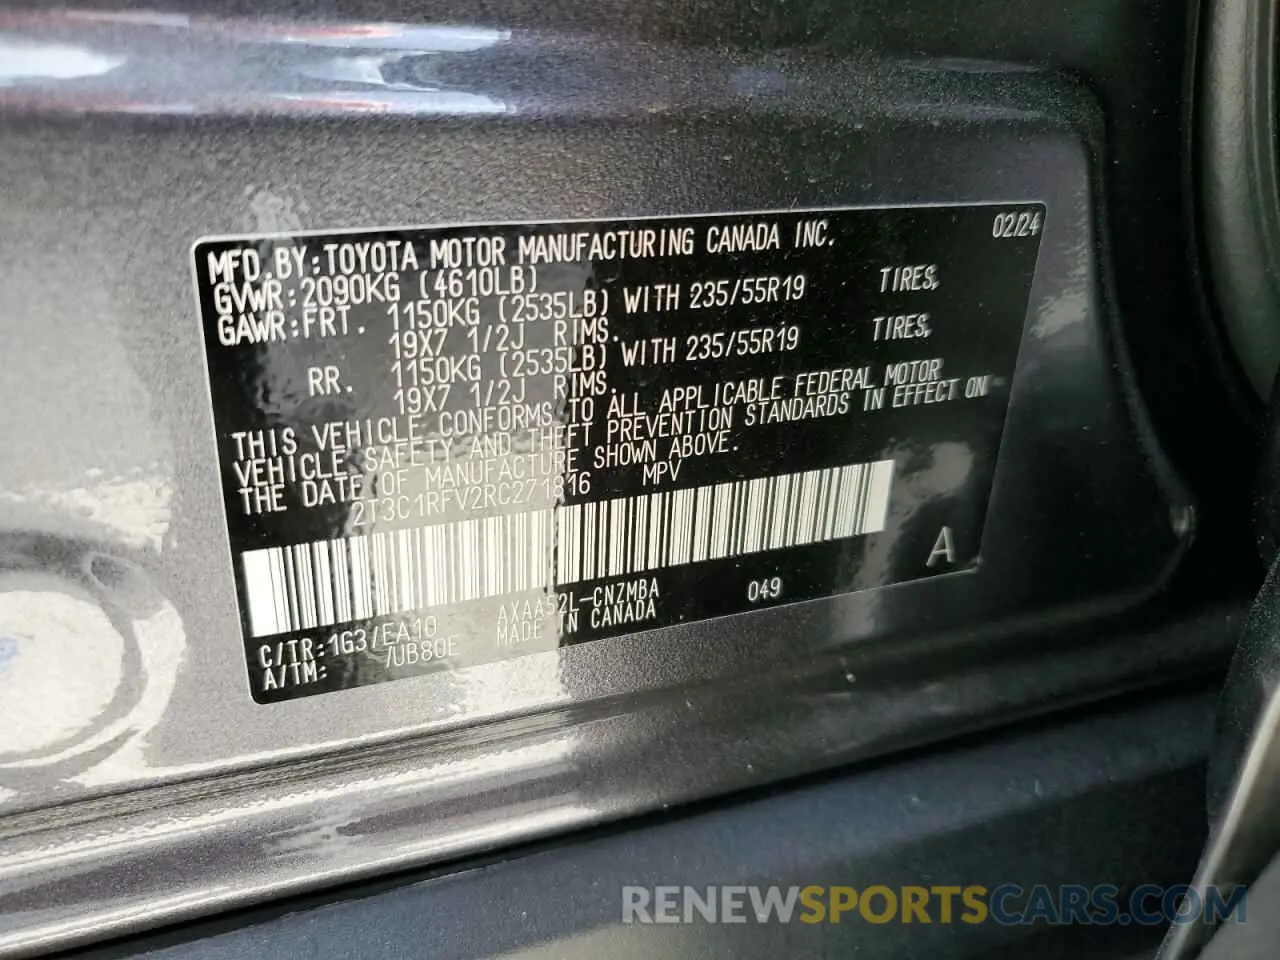 02/24
MFD.BY:TOYOTA MOTOR MANUFACTURING CANADA INC.
GVWR:2090KG (4610LB)
GAWR:FRT. 1150KG (2535LB) WITH 235/55R19 TIRES,
19X7 1/2J RIMS.
RR. 1150KG (2535LB) WITH 235/55R19 TIRES,
19X7 1/2J RIMS.
THIS VEHICLE CONFORMS TO ALL APPLICABLE FEDERAL MOTOR
VEHICLE SAFETY AND THEFT PREVENTION STANDARDS IN EFFECT ON
THE DATE OF MANUFACTURE SHOWN ABOVE.
2T3C1RFV2RC271816 MPV
A
C/TR:1G3/EA10 AXAA52L-CNZMBA 049
A/TM: /UB80E MADE IN CANADA
RENEWSPORTSCARS.COM